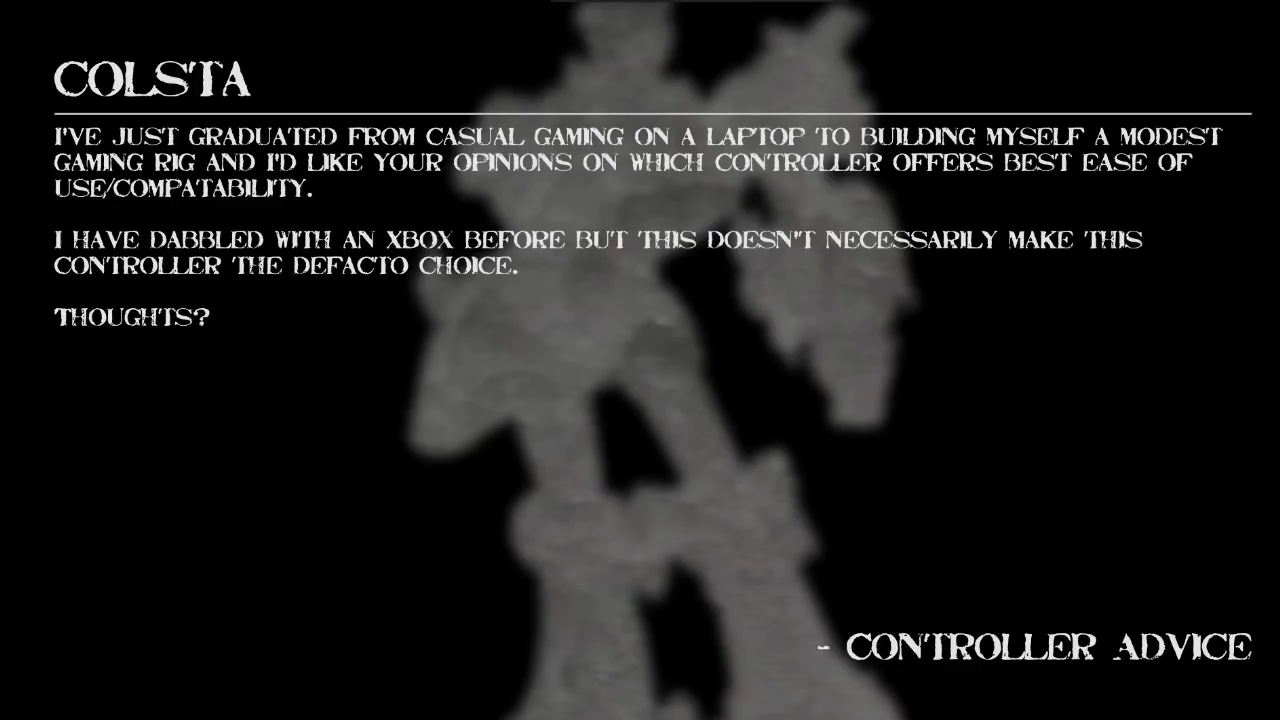 COLSTA
I'VE JUST GRADUATED FROM CASUAL GAMING ON A LAPTOP TO BUILDING MYSELF A MODEST
GAMING RIG AND I'D LIKE YOUR OPINIONS ON WHICH CONTROLLER OFFERS BEST EASE OF
USE/COMPATABILITY.
I HAVE DABBLED WITH AN XBOX BEFORE BUT THIS DOESN'T NECESSARILY MAKE THIS
CONTROLLER THE DEFACTO CHOICE.
THOUGHTS?
- CONTROLLER ADVICE